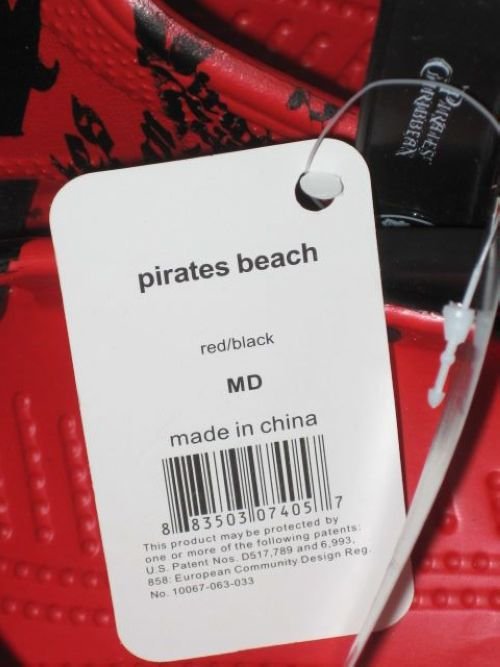 Pirates
Caribbean
pirates beach
red/black
MD
made in china
8 83503 07405 7
This product may be protected by
one or more of the following patents:
U.S. Patent Nos. D517,789 and 6,993,
858: European Community Design Reg.
No. 10067-063-033